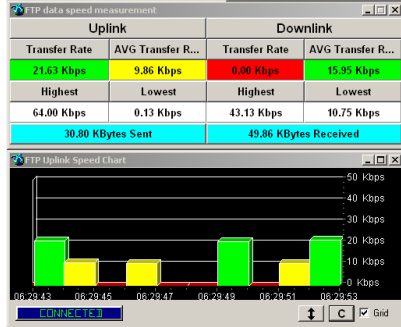 FTP data speed measurement
Uplink Downlink
Transfer Rate AVG Transfer R... Transfer Rate AVG Transfer R...
21.63 Kbps 9.86 Kbps 0.00 Kbps 15.95 Kbps
Highest Lowest Highest Lowest
64.00 Kbps 0.13 Kbps 43.13 Kbps 10.75 Kbps
30.80 KBytes Sent 49.86 KBytes Received
FTP Uplink Speed Chart
50 Kbps
40 Kbps
30 Kbps
20 Kbps
10 Kbps
0 Kbps
06:29:43 06:29:45 06:29:47 06:29:49 06:29:51 06:29:53
CONNECTED C Grid